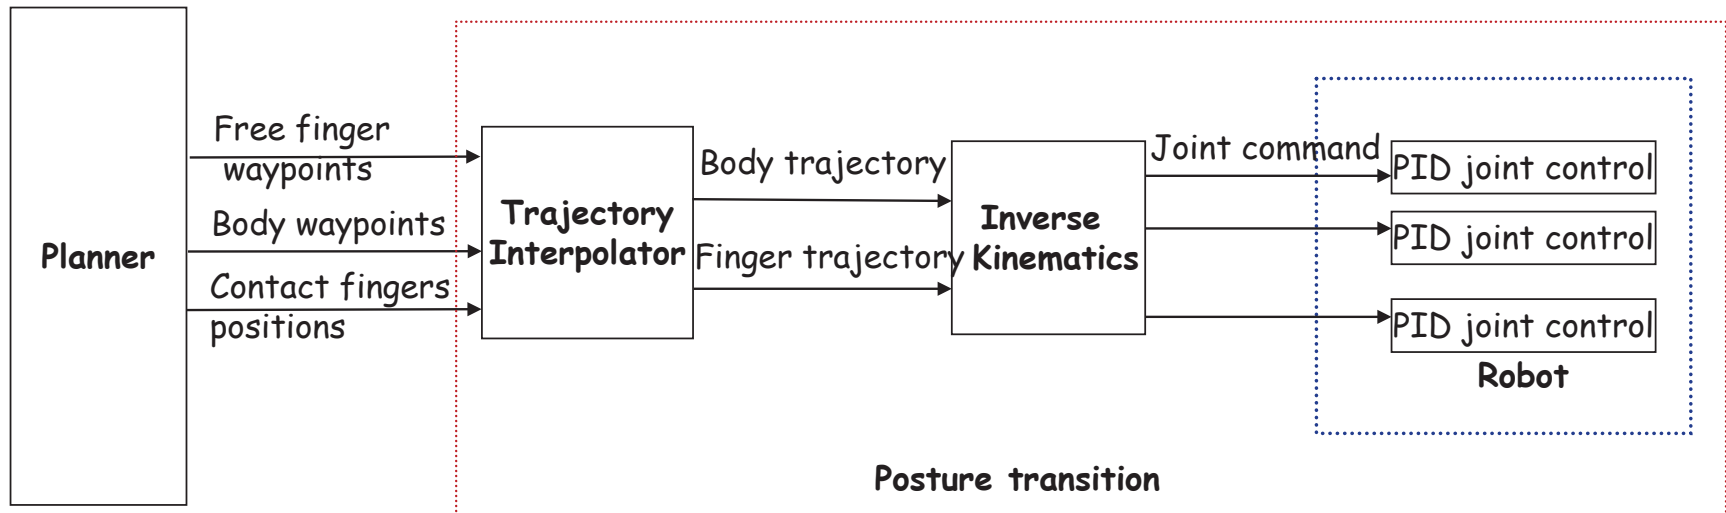 Planner
Free finger
waypoints
Body waypoints
Contact fingers
positions
Trajectory
Interpolator
Body trajectory
Finger trajectory
Inverse
Kinematics
Joint command
PID joint control
PID joint control
PID joint control
Robot
Posture transition